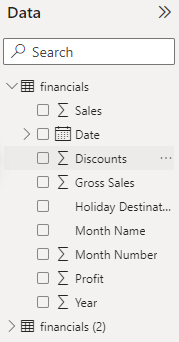 Data
Search
financials
Sales
Date
Discounts
Gross Sales
Holiday Destinat...
Month Name
Month Number
Profit
Year
financials (2)